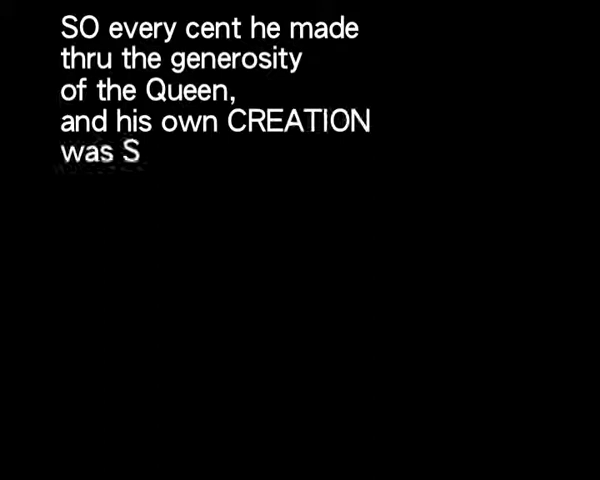 SO every cent he made
thru the generosity
of the Queen,
and his own CREATION
was S